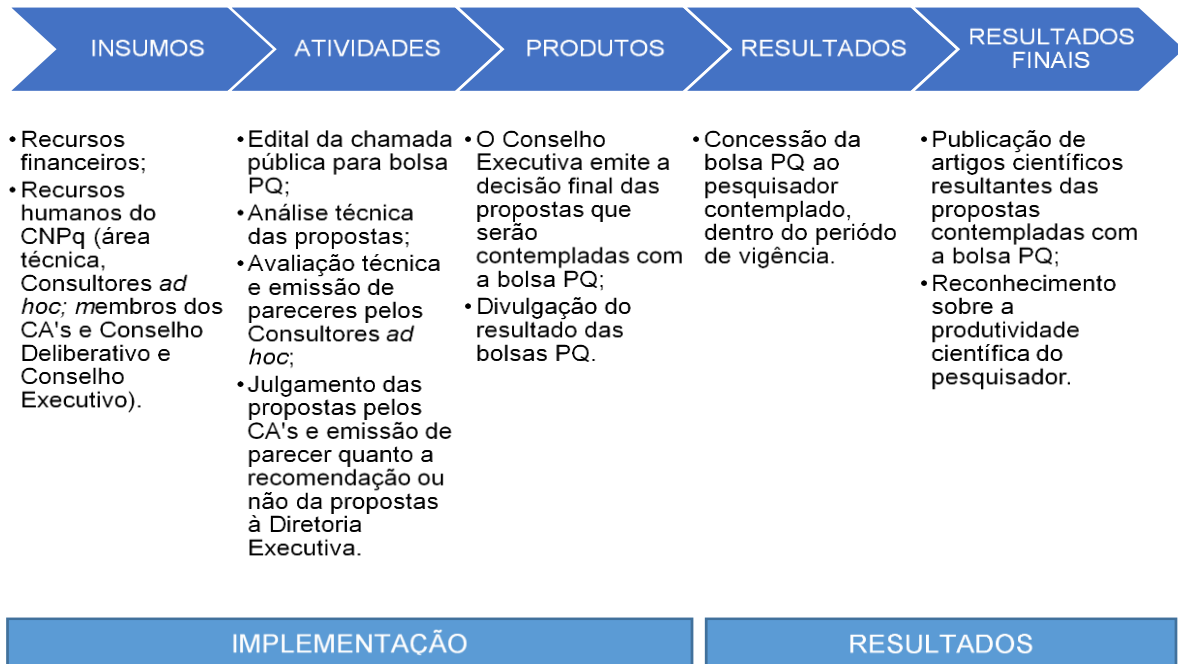 INSUMOS
ATIVIDADES
PRODUTOS
RESULTADOS
RESULTADOS
FINAIS
• Recursos
financeiros;
• Recursos
humanos do
CNPq (área
técnica,
Consultores ad
hoc; membros dos
CA's e Conselho
Deliberativo e
Conselho
Executivo).
• Edital da chamada
pública para bolsa
PQ;
• Análise técnica
das propostas;
• Avaliação técnica
e emissão de
pareceres pelos
Consultores ad
hoc;
• Julgamento das
propostas pelos
CA's e emissão de
parecer quanto a
recomendação ou
não da propostas
à Diretoria
Executiva.
• O Conselho
Executiva emite a
decisão final das
propostas que
serão
contempladas com
a bolsa PQ;
• Divulgação do
resultado das
bolsas PQ.
• Concessão da
bolsa PQ ao
pesquisador
contemplado,
dentro do periódo
de vigência.
• Publicação de
artigos científicos
resultantes das
propostas
contempladas com
a bolsa PQ;
• Reconhecimento
sobre a
produtividade
científica do
pesquisador.
IMPLEMENTAÇÃO
RESULTADOS